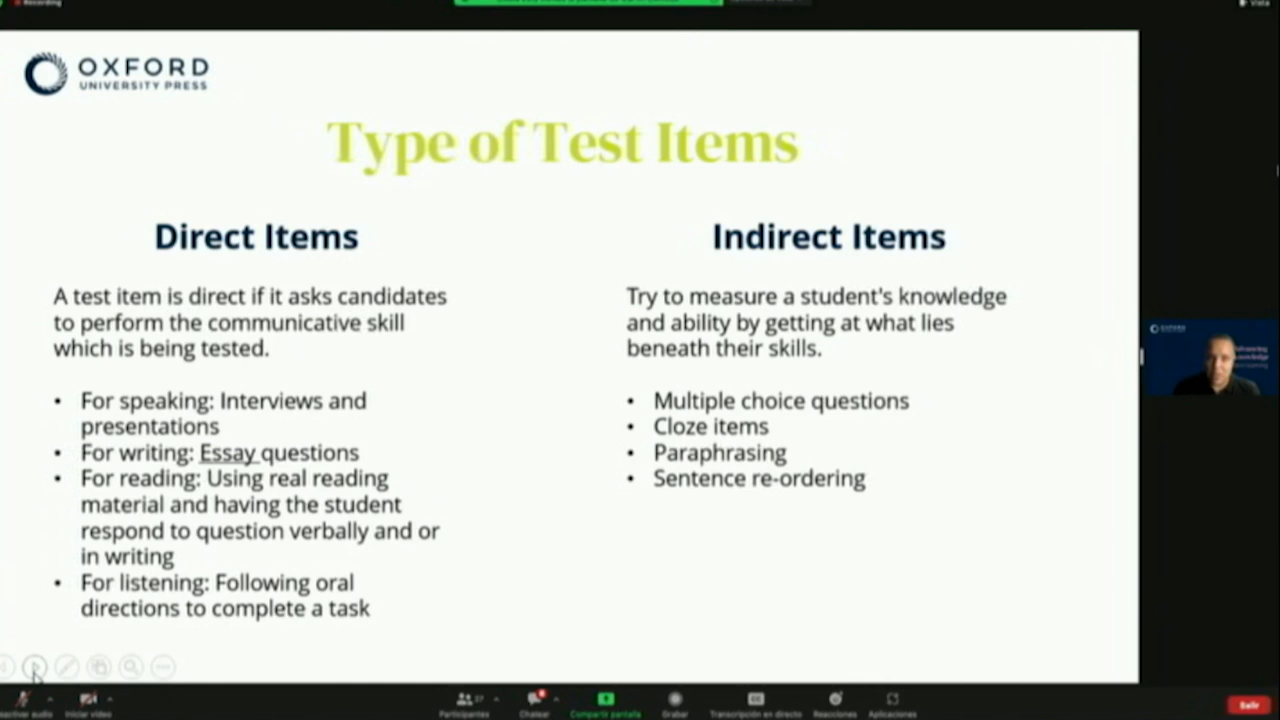 Recording
Vista
OXFORD
UNIVERSITY PRESS
Type of Test Items
Direct Items
A test item is direct if it asks candidates
to perform the communicative skill
which is being tested.
• For speaking: Interviews and
presentations
• For writing: Essay questions
• For reading: Using real reading
material and having the student
respond to question verbally and or
in writing
• For listening: Following oral
directions to complete a task
Indirect Items
Try to measure a student's knowledge
and ability by getting at what lies
beneath their skills.
• Multiple choice questions
• Cloze items
• Paraphrasing
• Sentence re-ordering
OXFORD
Iniciar video
Participantes
Chatear
Compartir pantalla
Grabar
Transcripción en directo
Reacciones
Aplicaciones
Salir